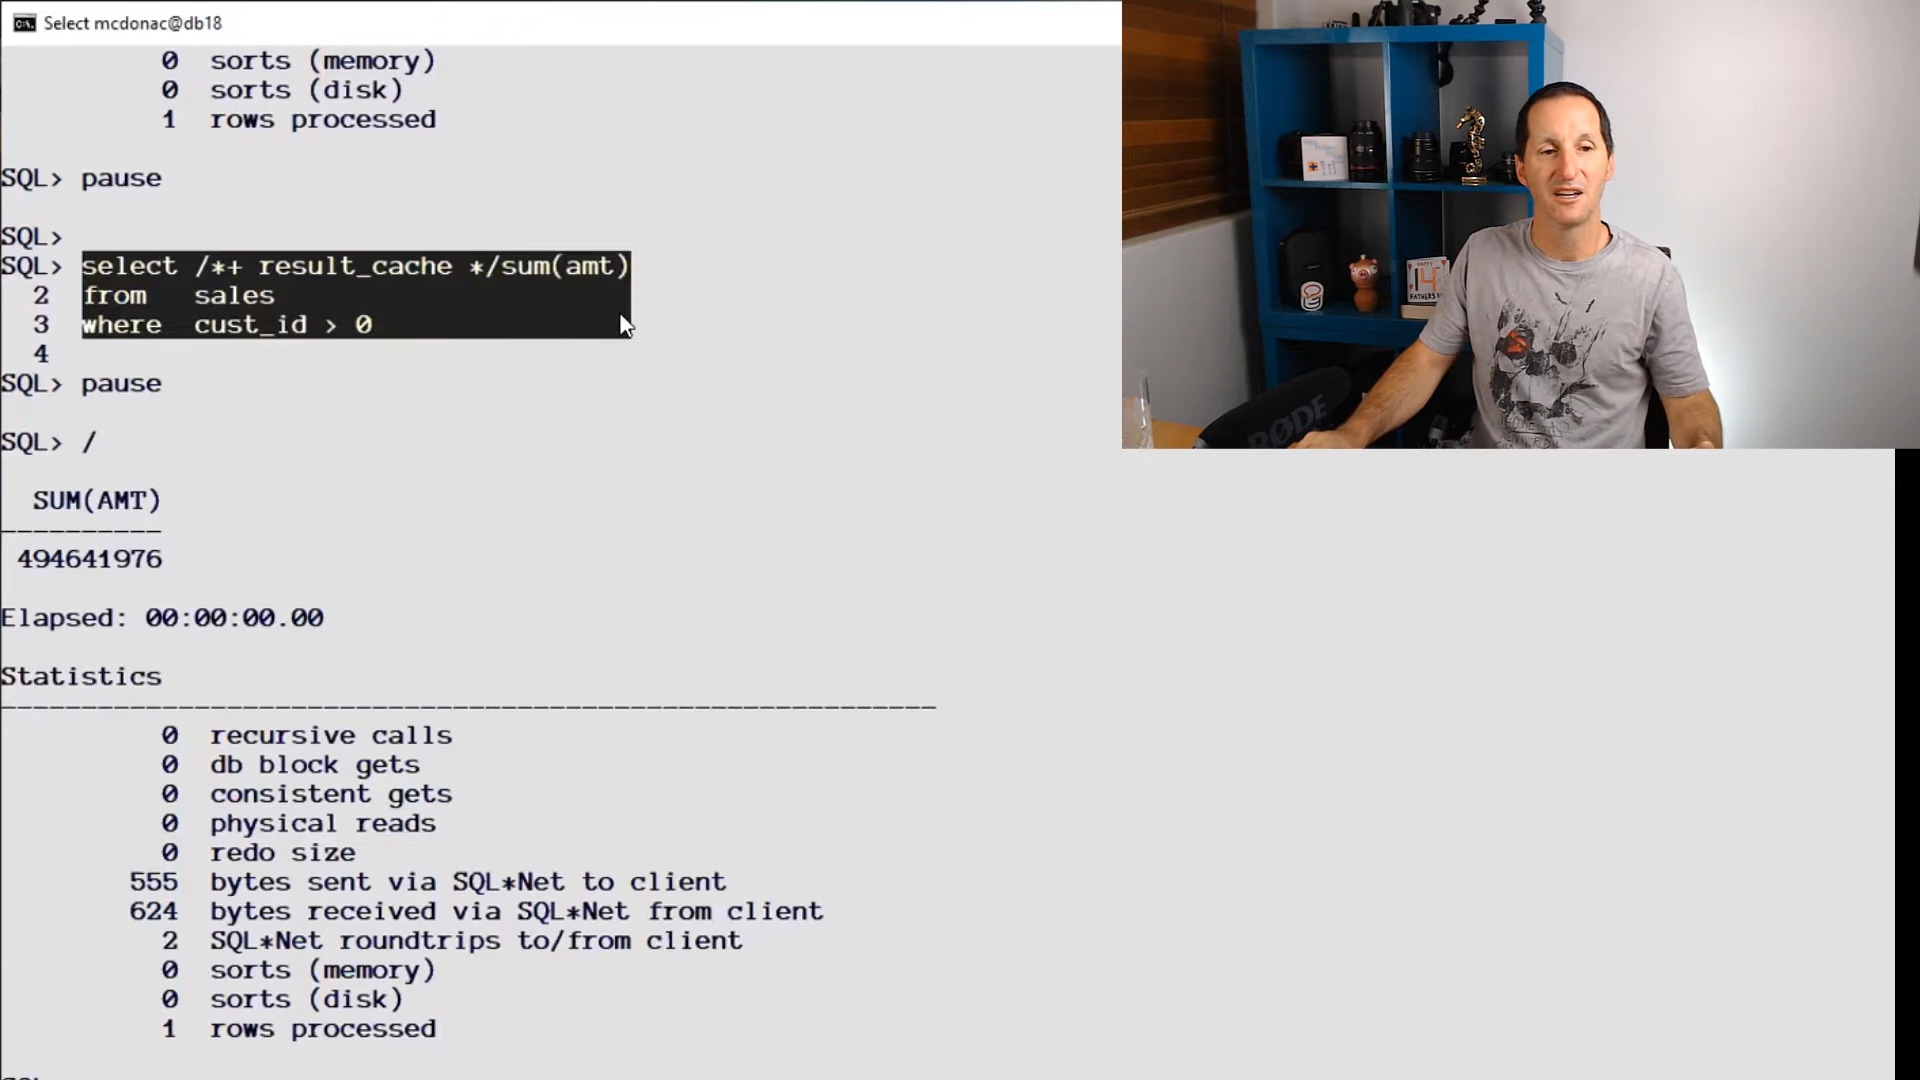 Select mcdonac@db18
0 sorts (memory)
0 sorts (disk)
1 rows processed
SQL> pause
SQL>
SQL> select /*+ result_cache */sum(amt)
2 from sales
3 where cust_id > 0
4
SQL> pause
SQL> /
SUM(AMT)
----------
494641976
Elapsed: 00:00:00.00
Statistics
----------------------------------------------------------
0 recursive calls
0 db block gets
0 consistent gets
0 physical reads
0 redo size
555 bytes sent via SQL*Net to client
624 bytes received via SQL*Net from client
2 SQL*Net roundtrips to/from client
0 sorts (memory)
0 sorts (disk)
1 rows processed
14
RØDE